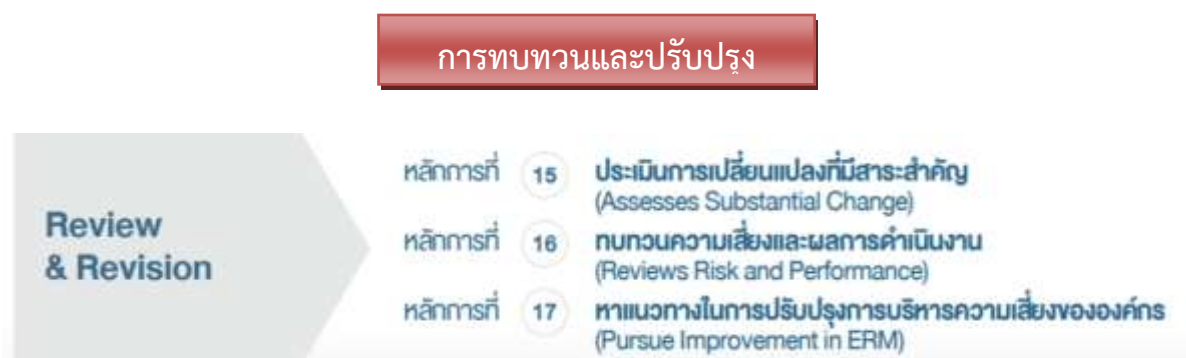 การทบทวนและปรับปรุง
Review
& Revision
หลักการที่ 15 ประเมินการเปลี่ยนแปลงที่มีสาระสำคัญ
(Assesses Substantial Change)
หลักการที่ 16 ทบทวนความเสี่ยงและผลการดำเนินงาน
(Reviews Risk and Performance)
หลักการที่ 17 หาแนวทางในการปรับปรุงการบริหารความเสี่ยงขององค์กร
(Pursue Improvement in ERM)